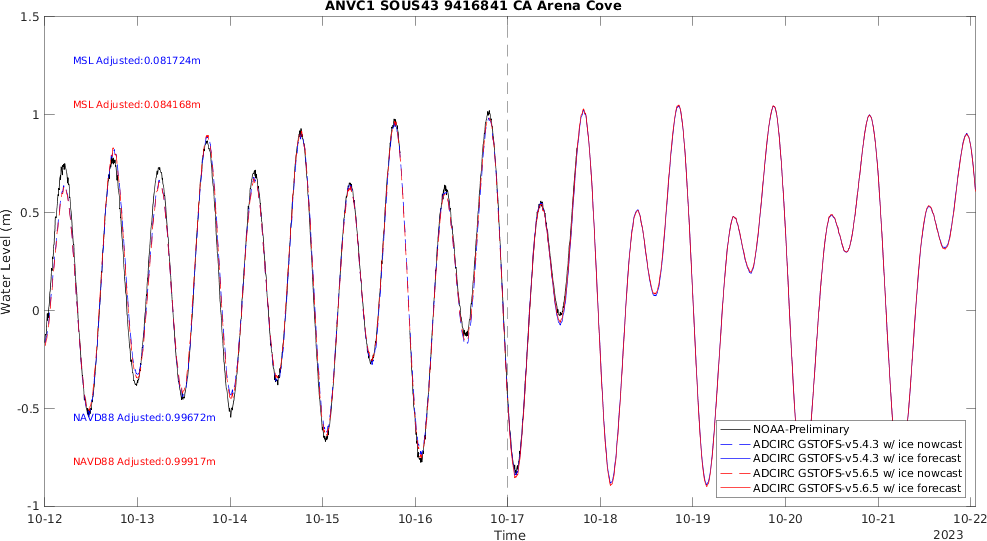 ANVC1 SOUS43 9416841 CA Arena Cove
1.5
MSL Adjusted:0.081724m
MSL Adjusted:0.084168m
1
0.5
Water Level (m)
0
-0.5
NAVD88 Adjusted:0.99672m
NAVD88 Adjusted:0.99917m
NOAA-Preliminary
ADCIRC GSTOFS-v5.4.3 w/ ice nowcast
ADCIRC GSTOFS-v5.4.3 w/ ice forecast
ADCIRC GSTOFS-v5.6.5 w/ ice nowcast
ADCIRC GSTOFS-v5.6.5 w/ ice forecast
-1
10-12 10-13 10-14 10-15 10-16 10-17 10-18 10-19 10-20 10-21 10-22
Time
2023